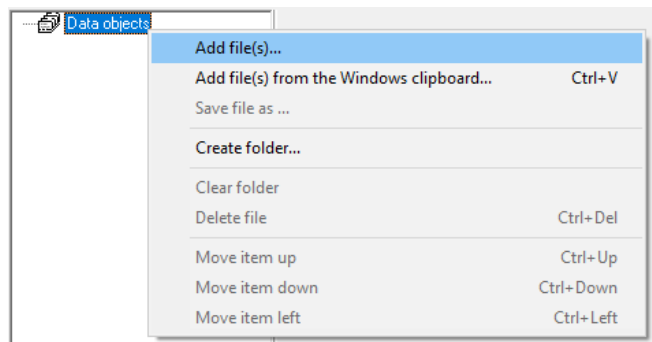 Data objects
Add file(s)...
Add file(s) from the Windows clipboard... Ctrl+V
Save file as ...
Create folder...
Clear folder
Delete file Ctrl+Del
Move item up Ctrl+Up
Move item down Ctrl+Down
Move item left Ctrl+Left